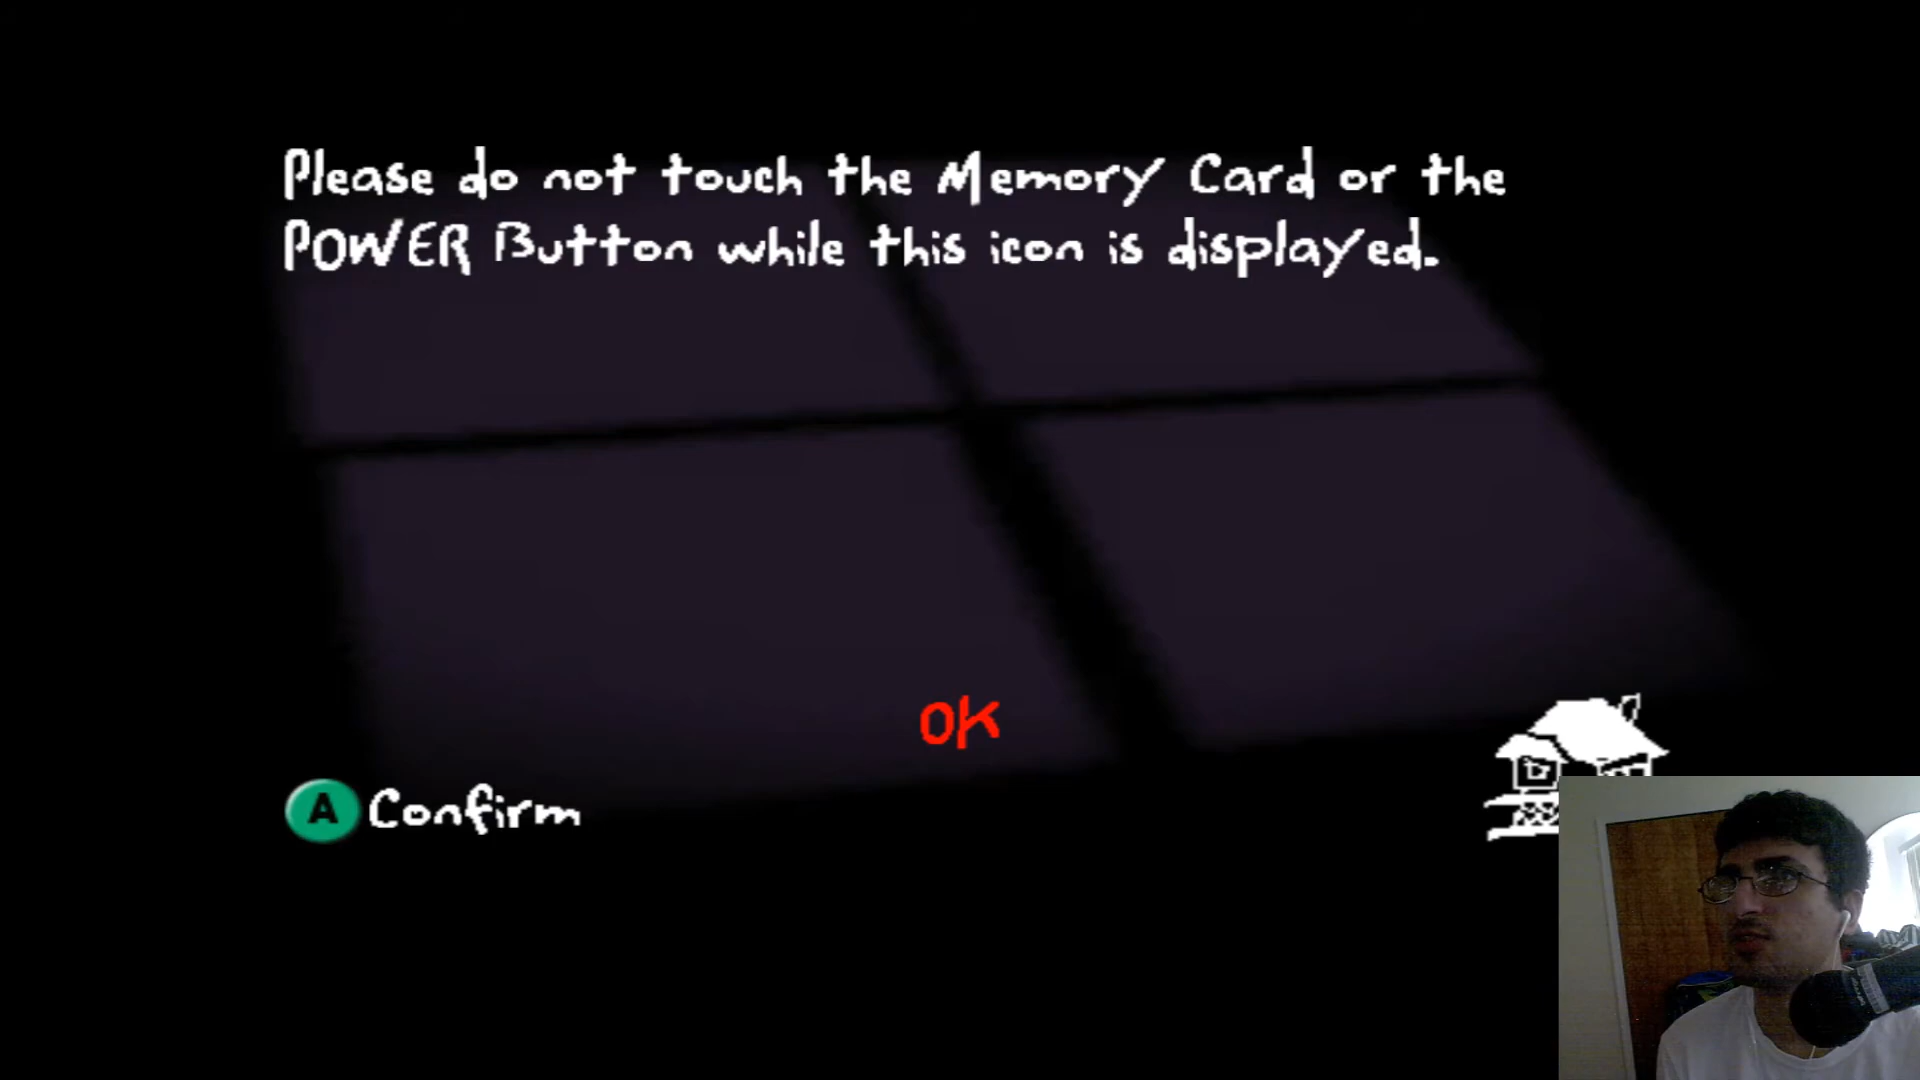 Please do not touch the Memory Card or the
POWER Button while this icon is displayed.
OK
A Confirm